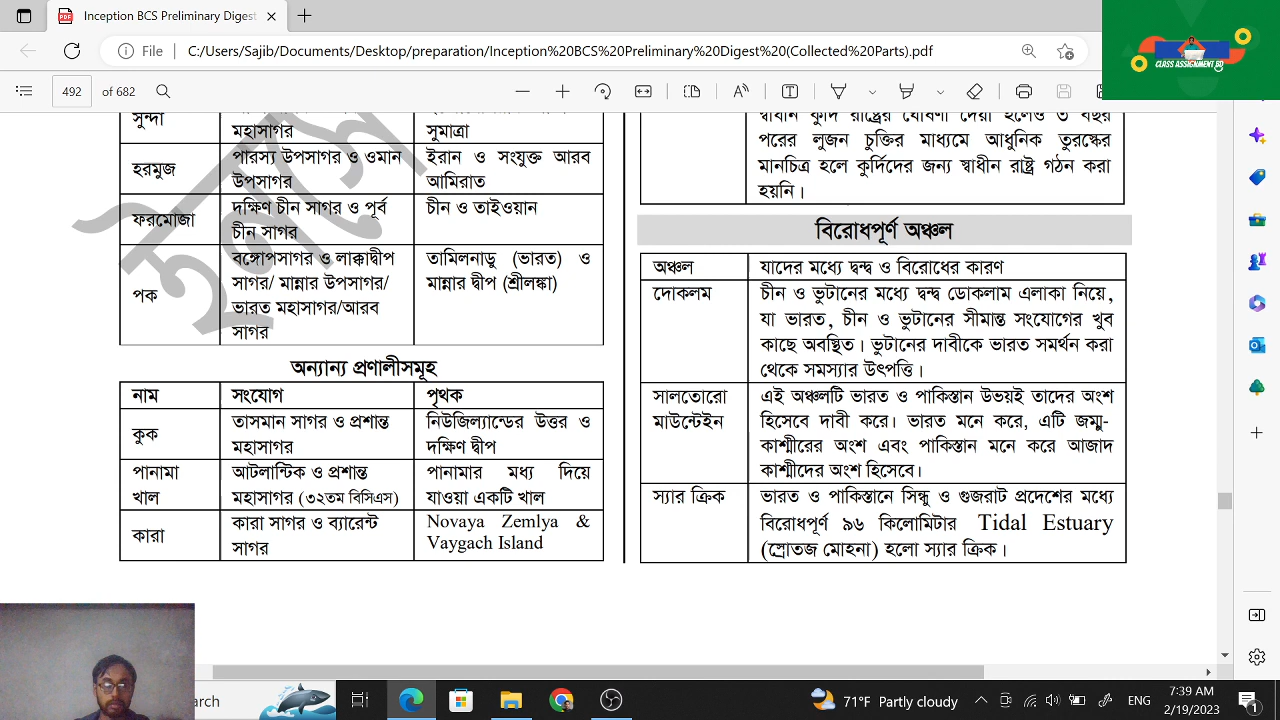 Inception BCS Preliminary Digest
File C:/Users/Sajib/Documents/Desktop/preparation/Inception%20BCS%20Preliminary%20Digest%20(Collected%20Parts).pdf
492 of 682
CLASS ASSIGNMENT BD
সুন্দা
মহাসাগর
সুমাত্রা
হরমুজ
পারস্য উপসাগর ও ওমান
উপসাগর
ইরান ও সংযুক্ত আরব
আমিরাত
ফরমোজা
দক্ষিণ চীন সাগর ও পূর্ব
চীন সাগর
চীন ও তাইওয়ান
পক
বঙ্গোপসাগর ও লাক্কাদ্বীপ
সাগর/ মান্নার উপসাগর/
ভারত মহাসাগর/আরব
সাগর
তামিলনাড়ু (ভারত) ও
মান্নার দ্বীপ (শ্রীলঙ্কা)
অন্যান্য প্রণালীসমূহ
নাম সংযোগ পৃথক
কুক
তাসমান সাগর ও প্রশান্ত
মহাসাগর
নিউজিল্যান্ডের উত্তর ও
দক্ষিণ দ্বীপ
পানামা
খাল
আটলান্টিক ও প্রশান্ত
মহাসাগর (৩২তম বিসিএস)
পানামার মধ্য দিয়ে
যাওয়া একটি খাল
কারা
কারা সাগর ও ব্যারেন্ট
সাগর
Novaya Zemlya &
Vaygach Island
স্বাধীন কুর্দি রাষ্ট্রের ঘোষণা দেয়া হলেও ৩ বছর
পরের লুজন চুক্তির মাধ্যমে আধুনিক তুরস্কের
মানচিত্র হলে কুর্দিদের জন্য স্বাধীন রাষ্ট্র গঠন করা
হয়নি।
বিরোধপূর্ণ অঞ্চল
অঞ্চল যাদের মধ্যে দ্বন্দ্ব ও বিরোধের কারণ
দোকলম
চীন ও ভুটানের মধ্যে দ্বন্দ্ব ডোকলাম এলাকা নিয়ে,
যা ভারত, চীন ও ভুটানের সীমান্ত সংযোগের খুব
কাছে অবস্থিত। ভুটানের দাবীকে ভারত সমর্থন করা
থেকে সমস্যার উৎপত্তি।
সালতোরো
মাউন্টেইন
এই অঞ্চলটি ভারত ও পাকিস্তান উভয়ই তাদের অংশ
হিসেবে দাবী করে। ভারত মনে করে, এটি জম্মু-
কাশ্মীরের অংশ এবং পাকিস্তান মনে করে আজাদ
কাশ্মীদের অংশ হিসেবে।
স্যার ক্রিক
ভারত ও পাকিস্তানে সিন্ধু ও গুজরাট প্রদেশের মধ্যে
বিরোধপূর্ণ ৯৬ কিলোমিটার Tidal Estuary
(স্রোতজ মোহনা) হলো স্যার ক্রিক।
arch
71°F Partly cloudy
ENG
7:39 AM
2/19/2023
1